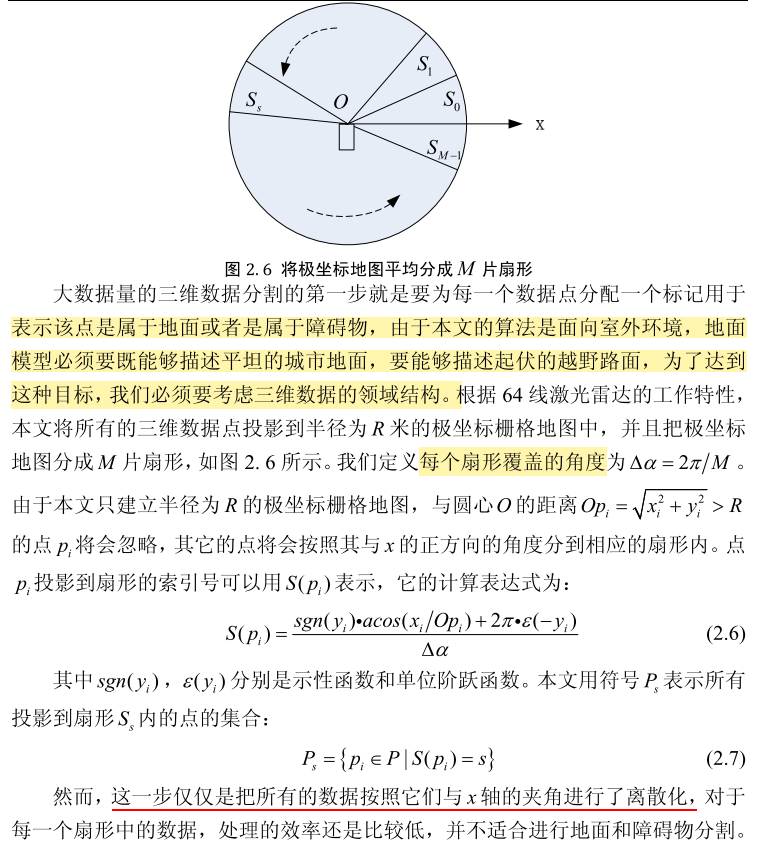 S_1
S_s
O
S_0
x
S_{M-1}
图 2.6 将极坐标地图平均分成 M 片扇形
大数据量的三维数据分割的第一步就是要为每一个数据点分配一个标记用于
表示该点是属于地面或者是属于障碍物，由于本文的算法是面向室外环境，地面
模型必须要既能够描述平坦的城市地面，要能够描述起伏的越野路面，为了达到
这种目标，我们必须要考虑三维数据的领域结构。根据 64 线激光雷达的工作特性，
本文将所有的三维数据点投影到半径为 R 米的极坐标栅格地图中，并且把极坐标
地图分成 M 片扇形，如图 2.6 所示。我们定义每个扇形覆盖的角度为 Δα = 2π/M 。
由于本文只建立半径为 R 的极坐标栅格地图，与圆心 O 的距离 Op_i = √(x_i^2 + y_i^2) > R
的点 p_i 将会忽略，其它的点将会按照其与 x 的正方向的角度分到相应的扇形内。点
p_i 投影到扇形的索引号可以用 S(p_i) 表示，它的计算表达式为：
S(p_i) = (sgn(y_i)•acos(x_i/Op_i) + 2π•ε(−y_i)) / Δα (2.6)
其中 sgn(y_i)，ε(y_i) 分别是示性函数和单位阶跃函数。本文用符号 P_s 表示所有
投影到扇形 S_s 内的点的集合：
P_s = {p_i ∈ P | S(p_i) = s} (2.7)
然而，这一步仅仅是把所有的数据按照它们与 x 轴的夹角进行了离散化，对于
每一个扇形中的数据，处理的效率还是比较低，并不适合进行地面和障碍物分割。